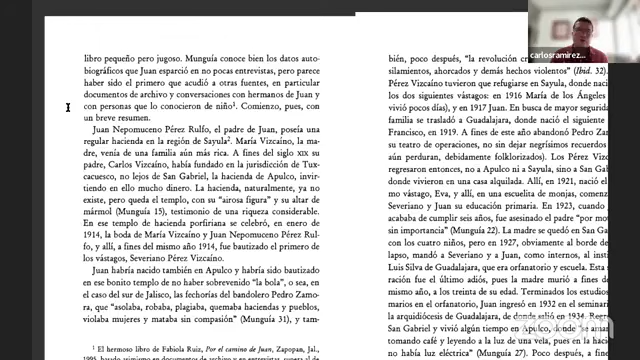 libro pequeño pero jugoso. Munguía conoce bien los datos auto-
biográficos que Juan esparció en no pocas entrevistas, pero parece
haber sido el primero que acudió a otras fuentes, en particular
documentos de archivo y conversaciones con hermanos de Juan y
con personas que lo conocieron de niño¹. Comienzo, pues, con
un breve resumen.
Juan Nepomuceno Pérez Rulfo, el padre de Juan, poseía una
regular hacienda en la región de Sayula². María Vizcaíno, la ma-
dre, venía de una familia aún más rica. A fines del siglo XIX su
padre, Carlos Vizcaíno, había fundado en la jurisdicción de Tux-
cacuesco, no lejos de San Gabriel, la hacienda de Apulco, invir-
tiendo en ello mucho dinero. La hacienda, naturalmente, ya no
existe, pero queda el templo, con su "airosa figura" y su altar de
mármol (Munguía 15), testimonio de una riqueza considerable.
En ese templo de hacienda porfiriana se celebró, en enero de
1914, la boda de María Vizcaíno y Juan Nepomuceno Pérez Rul-
fo, y allí, a fines del mismo año 1914, fue bautizado el primero de
los vástagos, Severiano Pérez Vizcaíno.
Juan habría nacido también en Apulco y habría sido bautizado
en ese bonito templo de no haber sobrevenido "la bola", o sea, en
el caso del sur de Jalisco, las fechorías del bandolero Pedro Zamo-
ra, que "asolaba, robaba, plagiaba, quemaba haciendas y pueblos,
violaba mujeres y mataba sin compasión" (Munguía 31), y tam-
1 El hermoso libro de Fabiola Ruiz, Por el camino de Juan, Zapopan, Jal.,
bién, poco después, "la revolución cr
silamientos, ahorcados y demás hechos violentos" (Ibid. 32).
Pérez Vizcaíno tuvieron que refugiarse en Sayula, donde nac
los dos siguientes vástagos: en 1916 María de los Ángeles
vivió pocos días), y en 1917 Juan. En busca de mayor segurida
familia se trasladó a Guadalajara, donde nació el siguiente
Francisco, en 1919. A fines de este año abandonó Pedro Zam
su teatro de operaciones, no sin dejar negrísimos recuerdos
aún perduran, debidamente folklorizados). Los Pérez Vizc
regresaron entonces, no a Apulco ni a Sayula, sino a San Gab
donde vivieron en una casa alquilada. Allí, en 1921, nació el
mo vástago, Eva, y allí, en una escuelita de monjas, comenz
Severiano y Juan su educación primaria. En 1923, cuando
acababa de cumplir seis años, fue asesinado el padre "por mo
sin importancia" (Munguía 22). La madre se quedó en San Ga
con los cuatro niños, pero en 1927, obviamente al borde de
lapso, mandó a Severiano y a Juan, como internos, al insti
Luis Silva de Guadalajara, que era orfanatorio y escuela. Esta
ción fue ideal, pues la madre murió a fines de
mismo año, a los treinta de su edad. Terminados los estudios
marios en el orfanatorio, Juan ingresó en 1932 en el seminar
la arquidiócesis de Guadalajara, de donde salió en 1934. Regre
San Gabriel y vivió algún tiempo en Apulco, donde
tomando café y leyendo a la luz de una vela, pues en la haci
no había luz eléctrica" (Munguía 27). Poco después,
carlosramirez...
zoom